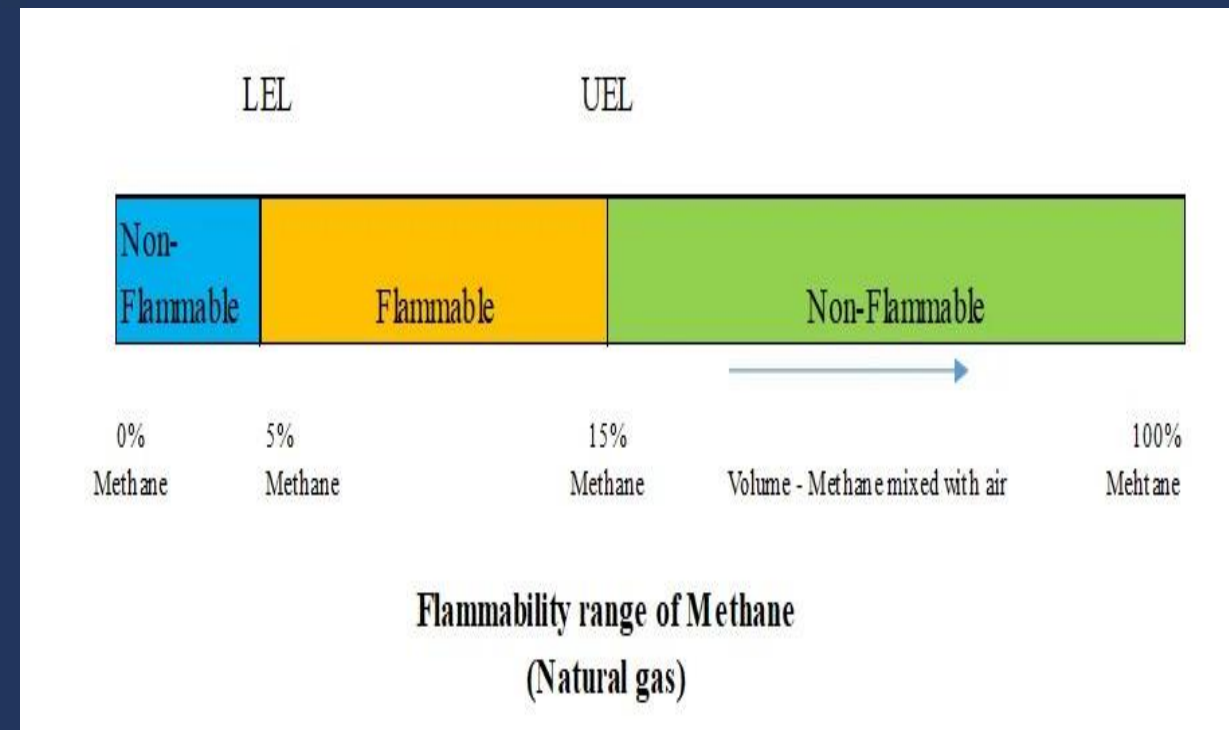 LEL UEL
Non-
Flammable Flammable Non-Flammable
0% 5% 15% 100%
Methane Methane Methane Volume - Methane mixed with air Mehtane
Flammability range of Methane
(Natural gas)